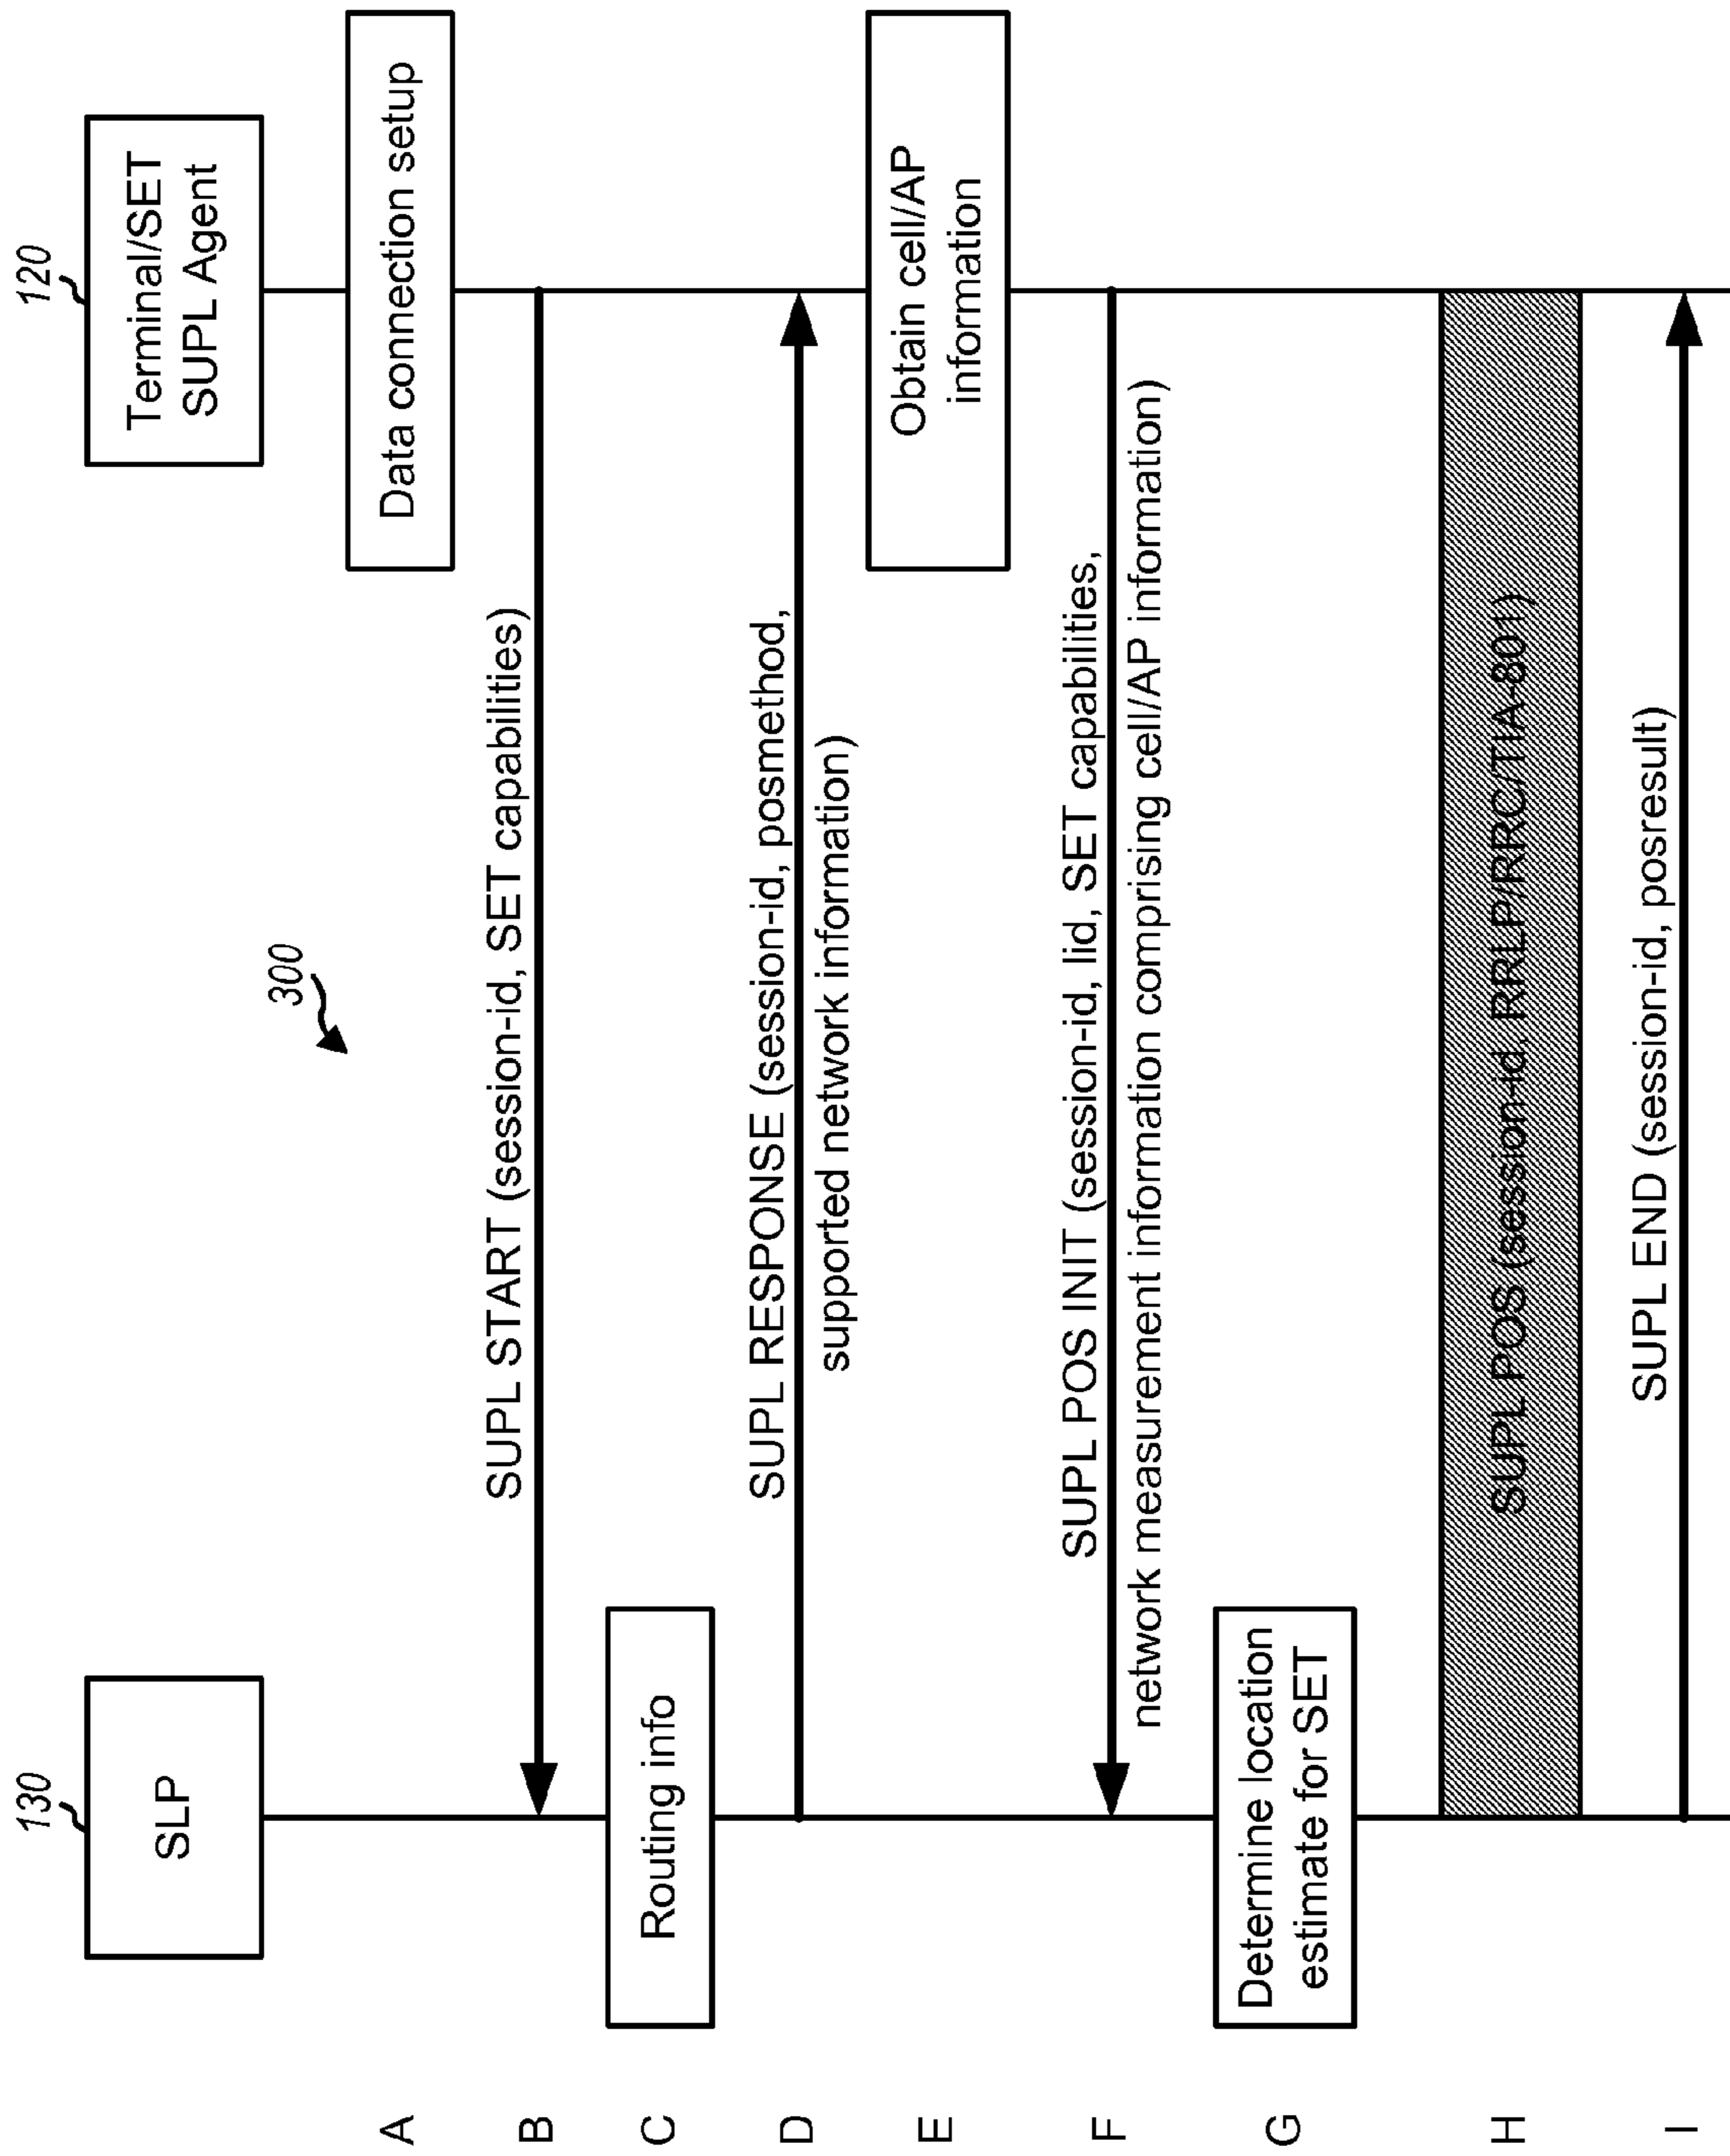 300
130
120
SLP
Terminal/SET
SUPL Agent
A
Data connection setup
B
SUPL START (session-id, SET capabilities)
C
Routing info
D
SUPL RESPONSE (session-id, posmethod,
supported network information)
E
Obtain cell/AP
information
F
SUPL POS INIT (session-id, lid, SET capabilities,
network measurement information comprising cell/AP information)
G
Determine location
estimate for SET
H
SUPL POS (session-id, RRLP/RRC/TIA-801)
I
SUPL END (session-id, posresult)